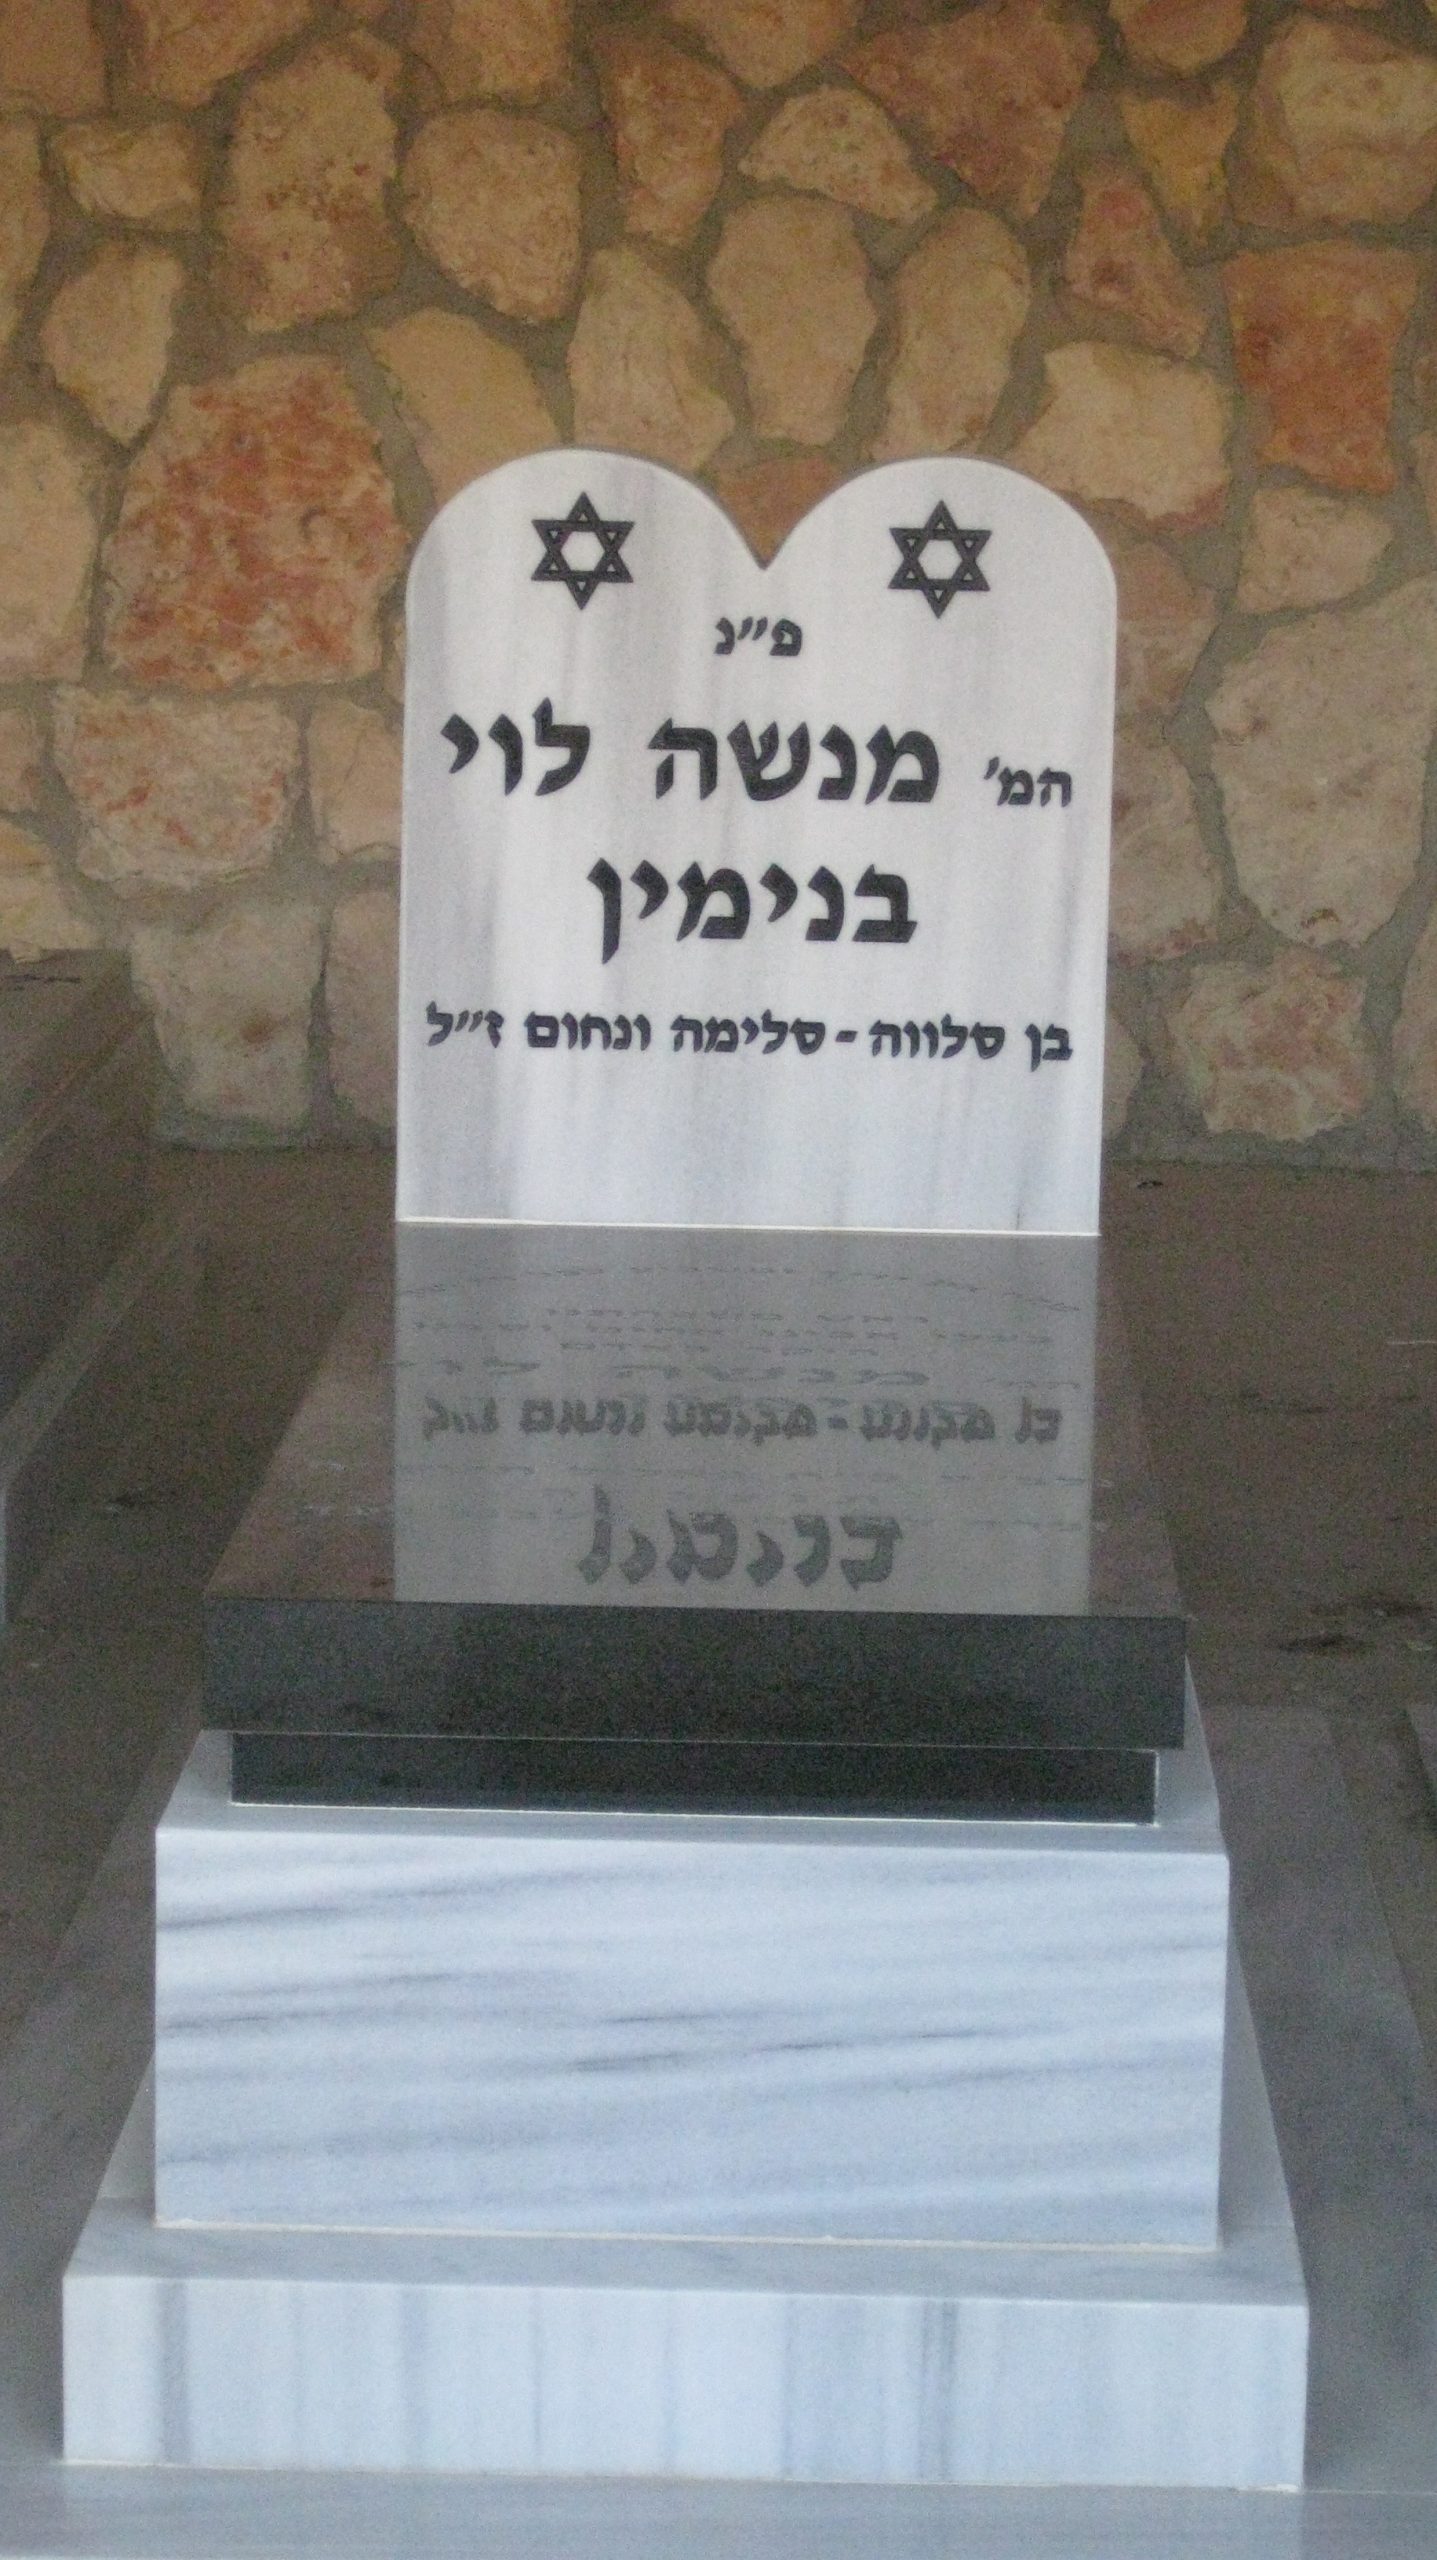 פ״נ
המ׳ מנשה לוי
בנימין
בן סלווה - סלימה ונחום ז״ל